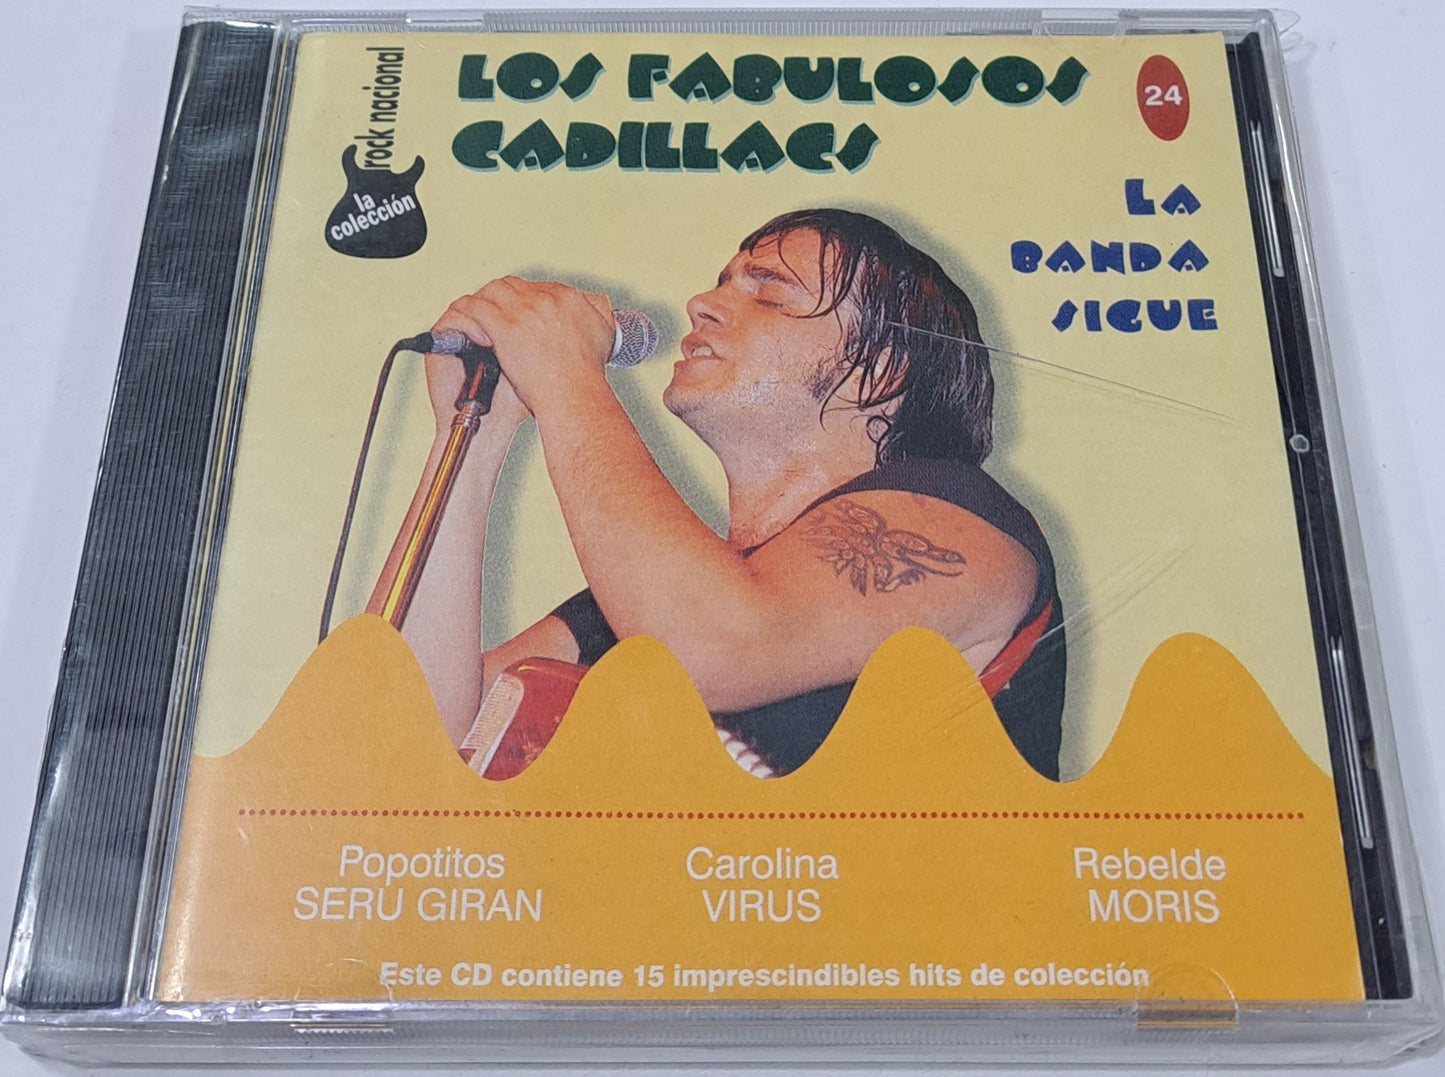 rock nacional
la
colección
LOS FABULOSOS
CADILLACS
24
LA
BANDA
SIGUE
Popotitos
SERU GIRAN
Carolina
VIRUS
Rebelde
MORIS
Este CD contiene 15 imprescindibles hits de colección